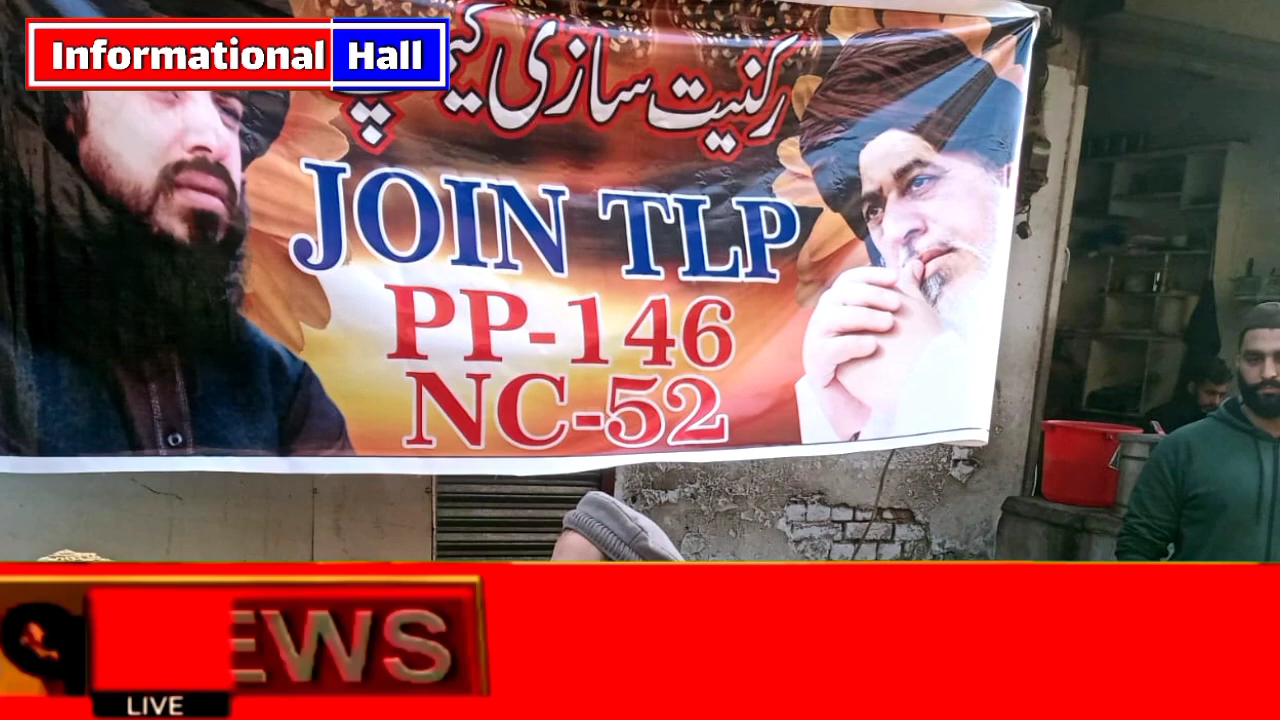 Informational Hall
رکنیت سازی کیمپ
JOIN TLP
PP-146
NC-52
EWS
LIVE